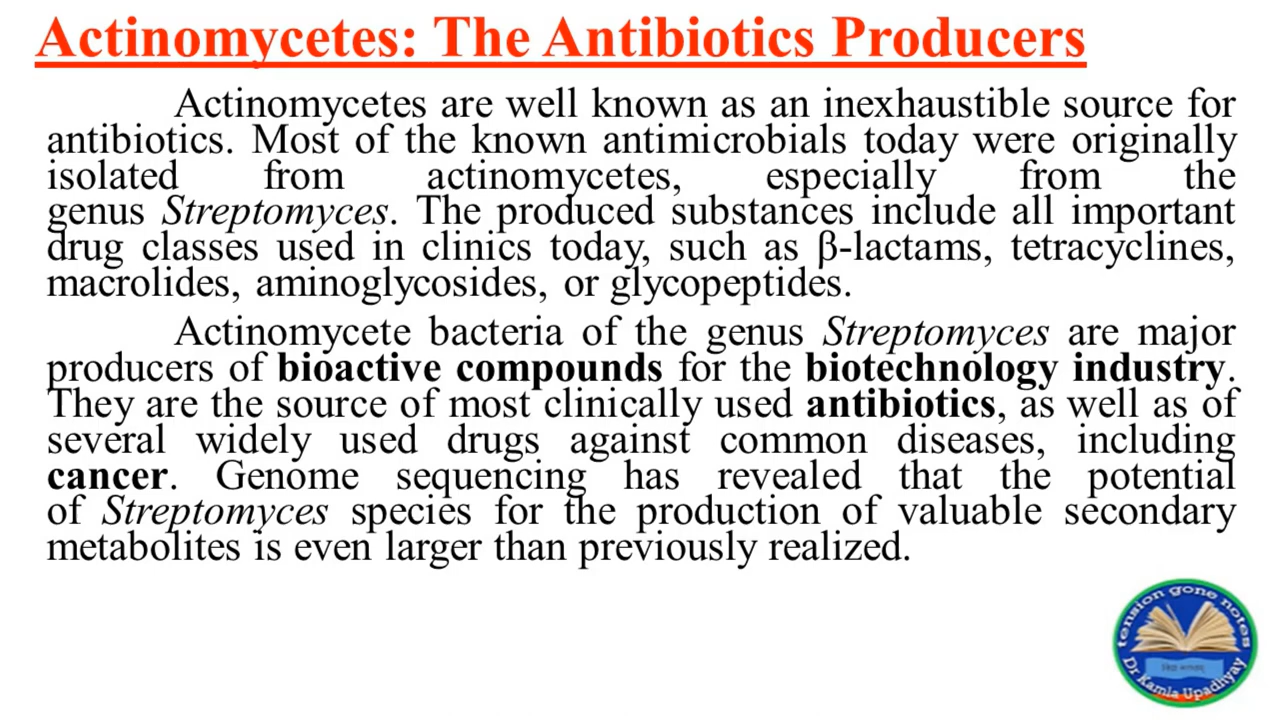 Actinomycetes: The Antibiotics Producers
Actinomycetes are well known as an inexhaustible source for
antibiotics. Most of the known antimicrobials today were originally
isolated from actinomycetes, especially from the
genus Streptomyces. The produced substances include all important
drug classes used in clinics today, such as β-lactams, tetracyclines,
macrolides, aminoglycosides, or glycopeptides.
Actinomycete bacteria of the genus Streptomyces are major
producers of bioactive compounds for the biotechnology industry.
They are the source of most clinically used antibiotics, as well as of
several widely used drugs against common diseases, including
cancer. Genome sequencing has revealed that the potential
of Streptomyces species for the production of valuable secondary
metabolites is even larger than previously realized.
tension gone notes
Dr Kamla Upadhyay